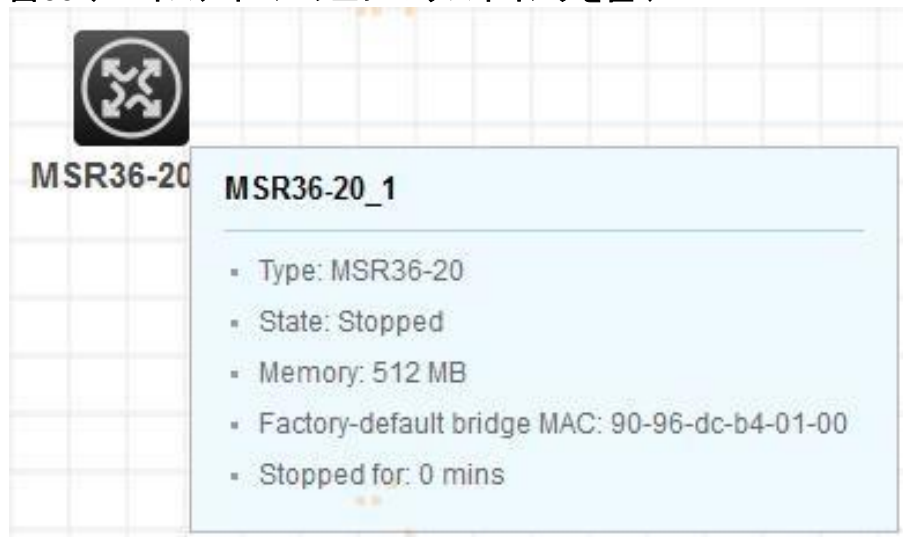 MSR36-20
MSR36-20_1
▪ Type: MSR36-20
▪ State: Stopped
▪ Memory: 512 MB
▪ Factory-default bridge MAC: 90-96-dc-b4-01-00
▪ Stopped for: 0 mins